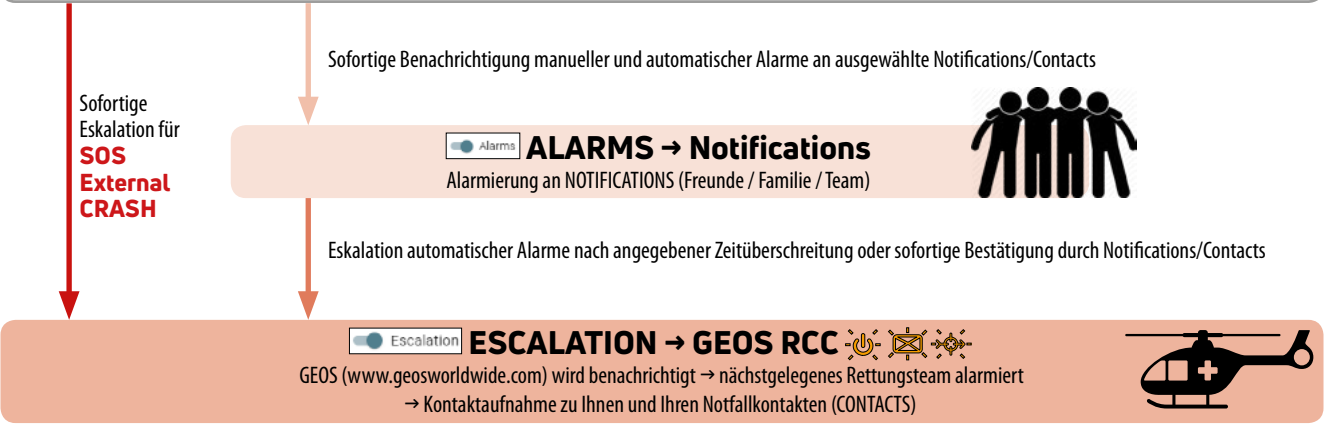 Sofortige Benachrichtigung manueller und automatischer Alarme an ausgewählte Notifications/Contacts
Sofortige
Eskalation für
SOS
External
CRASH
Alarms ALARMS → Notifications
Alarmierung an NOTIFICATIONS (Freunde / Familie / Team)
Eskalation automatischer Alarme nach angegebener Zeitüberschreitung oder sofortige Bestätigung durch Notifications/Contacts
Escalation ESCALATION → GEOS RCC
GEOS (www.geosworldwide.com) wird benachrichtigt → nächstgelegenes Rettungsteam alarmiert
→ Kontaktaufnahme zu Ihnen und Ihren Notfallkontakten (CONTACTS)